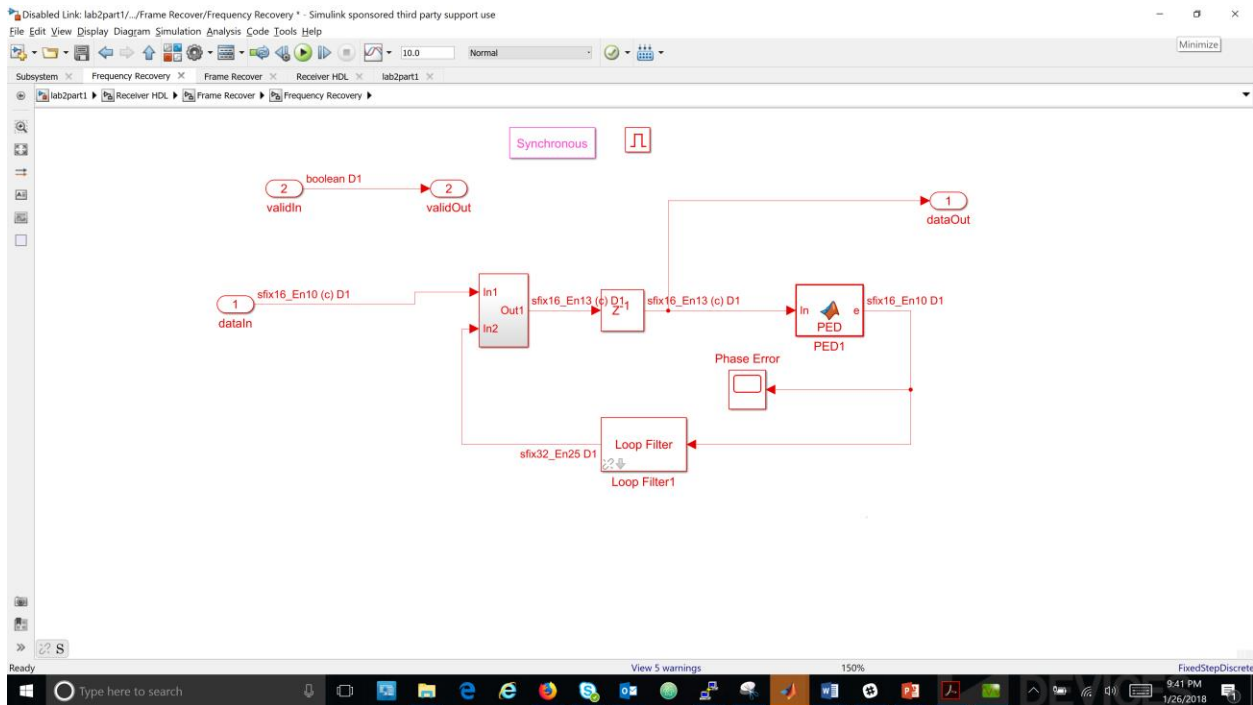 Disabled Link: lab2part1/.../Frame Recover/Frequency Recovery * - Simulink sponsored third party support use
File Edit View Display Diagram Simulation Analysis Code Tools Help
10.0 Normal
Minimize
Subsystem Frequency Recovery Frame Recover Receiver HDL lab2part1
lab2part1 Receiver HDL Frame Recover Frequency Recovery
Synchronous
2 boolean D1 2
validIn validOut
1
dataOut
1 sfix16_En10 (c) D1
dataIn
In1
Out1
In2
sfix16_En13 (c) D1
Z-1
sfix16_En13 (c) D1
In PED e
PED1
sfix16_En10 D1
Phase Error
Loop Filter
Loop Filter1
sfix32_En25 D1
S
Ready View 5 warnings 150% FixedStepDiscrete
Type here to search
DEVICES
9:41 PM
1/26/2018